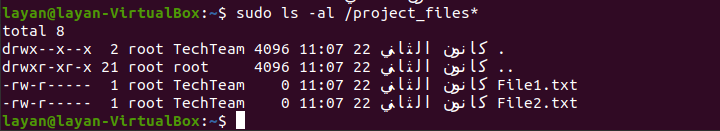 layan@layan-VirtualBox:~$ sudo ls -al /project_files*
total 8
drwx--x--x  2 root TechTeam 4096 11:07 22 كانون الثاني .
drwxr-xr-x 21 root root     4096 11:07 22 كانون الثاني ..
-rw-r-----  1 root TechTeam    0 11:07 22 كانون الثاني File1.txt
-rw-r-----  1 root TechTeam    0 11:07 22 كانون الثاني File2.txt
layan@layan-VirtualBox:~$